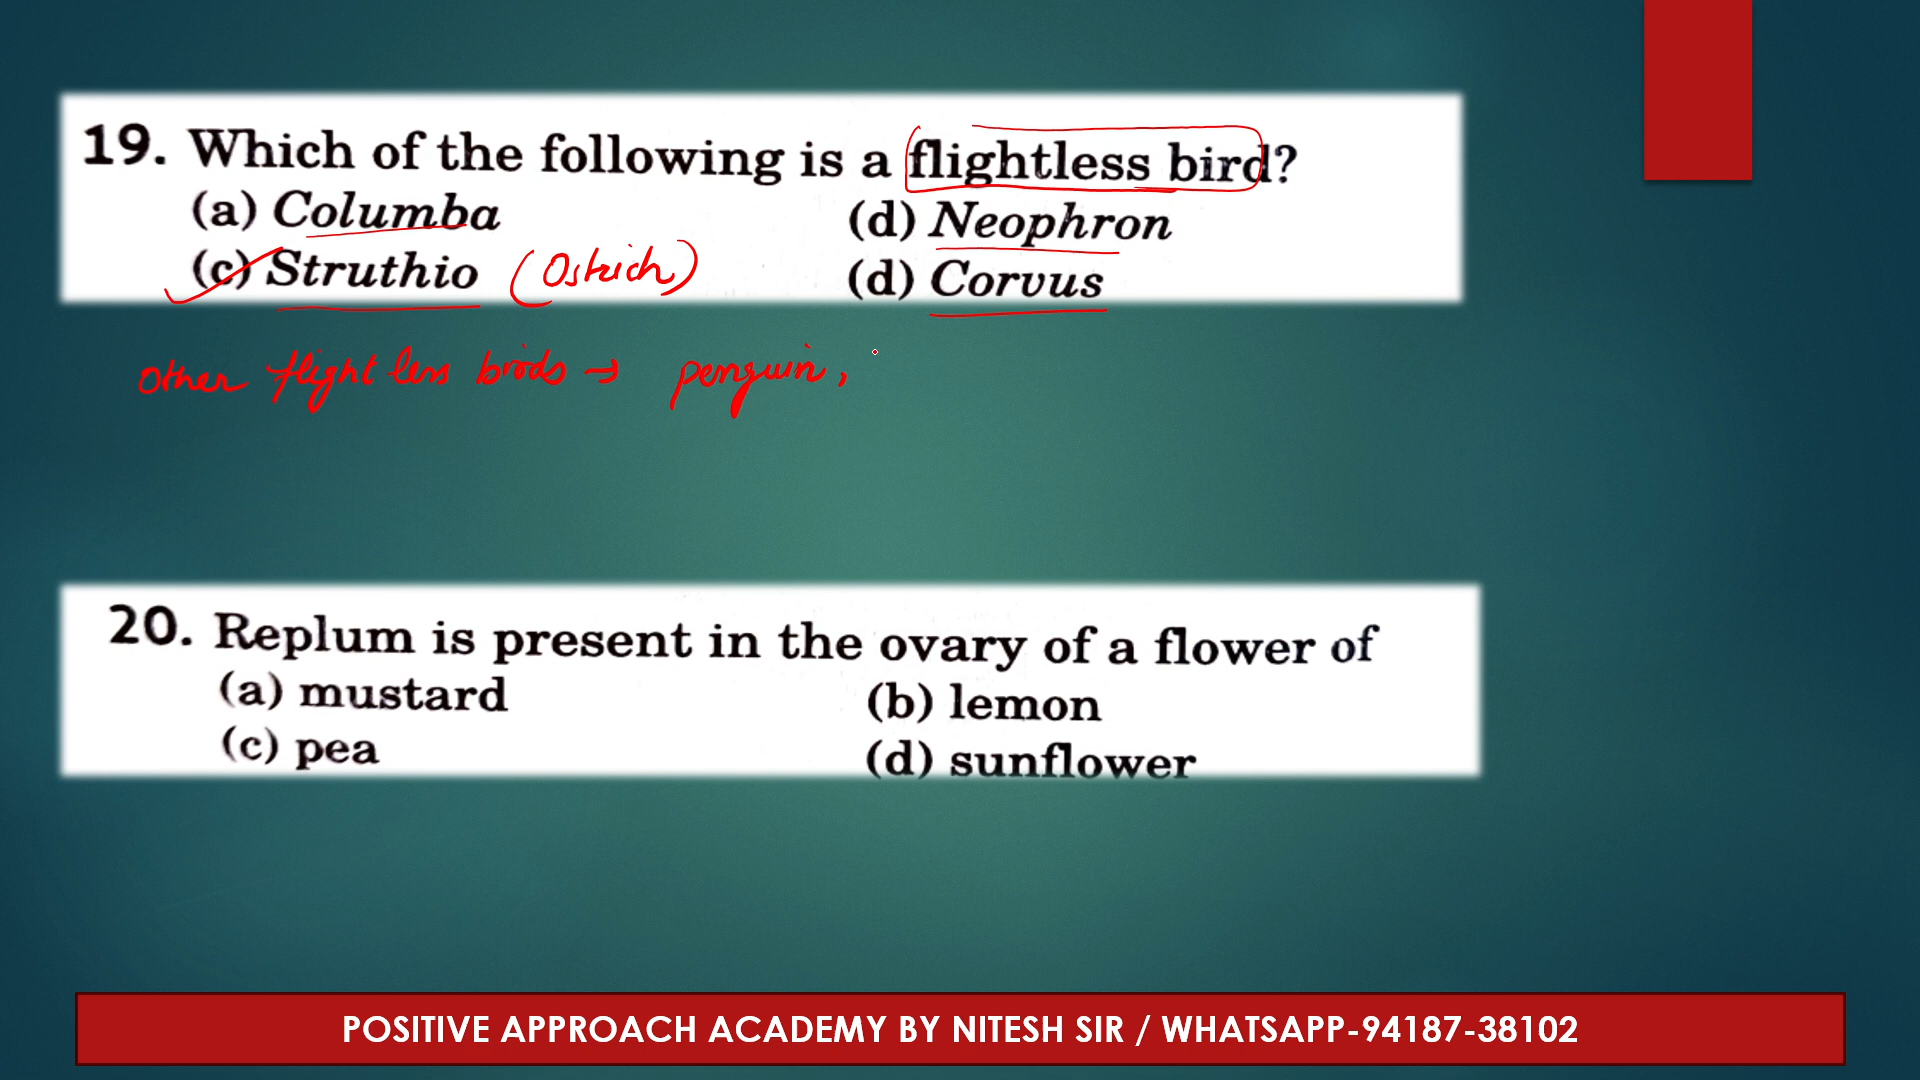 19. Which of the following is a flightless bird?
(a) Columba (d) Neophron
(c) Struthio (Ostrich) (d) Corvus
other flightless birds → penguin,
20. Replum is present in the ovary of a flower of
(a) mustard (b) lemon
(c) pea (d) sunflower
POSITIVE APPROACH ACADEMY BY NITESH SIR / WHATSAPP-94187-38102